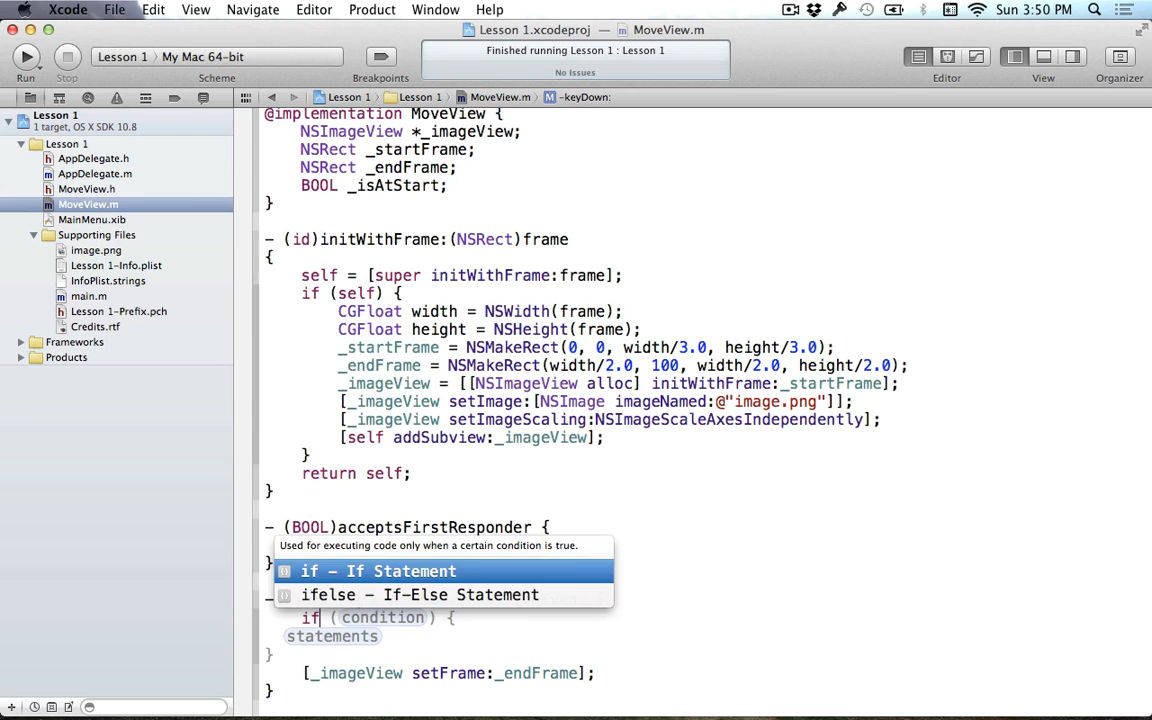 Xcode File Edit View Navigate Editor Product Window Help Sun 3:50 PM
Lesson 1.xcodeproj — MoveView.m
Run Stop
Lesson 1 〉 My Mac 64-bit
Scheme
Breakpoints
Finished running Lesson 1 : Lesson 1
No Issues
Editor View Organizer
Lesson 1 〉 Lesson 1 〉 MoveView.m 〉 M -keyDown:
Lesson 1
1 target, OS X SDK 10.8
Lesson 1
AppDelegate.h
AppDelegate.m
MoveView.h
MoveView.m
MainMenu.xib
Supporting Files
image.png
Lesson 1-Info.plist
InfoPlist.strings
main.m
Lesson 1-Prefix.pch
Credits.rtf
Frameworks
Products
@implementation MoveView {
NSImageView *_imageView;
NSRect _startFrame;
NSRect _endFrame;
BOOL _isAtStart;
}
- (id)initWithFrame:(NSRect)frame
{
self = [super initWithFrame:frame];
if (self) {
CGFloat width = NSWidth(frame);
CGFloat height = NSHeight(frame);
_startFrame = NSMakeRect(0, 0, width/3.0, height/3.0);
_endFrame = NSMakeRect(width/2.0, 100, width/2.0, height/2.0);
_imageView = [[NSImageView alloc] initWithFrame:_startFrame];
[_imageView setImage:[NSImage imageNamed:@"image.png"]];
[_imageView setImageScaling:NSImageScaleAxesIndependently];
[self addSubview:_imageView];
}
return self;
}
- (BOOL)acceptsFirstResponder {
Used for executing code only when a certain condition is true.
}
if - If Statement
ifelse - If-Else Statement
-
if (condition) {
statements
}
[_imageView setFrame:_endFrame];
}